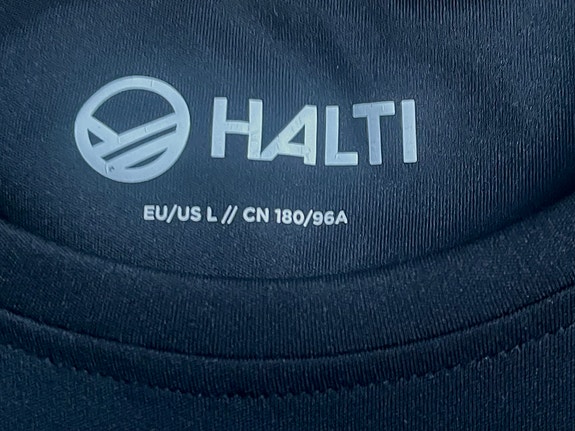 HALTI
EU/US L // CN 180/96A